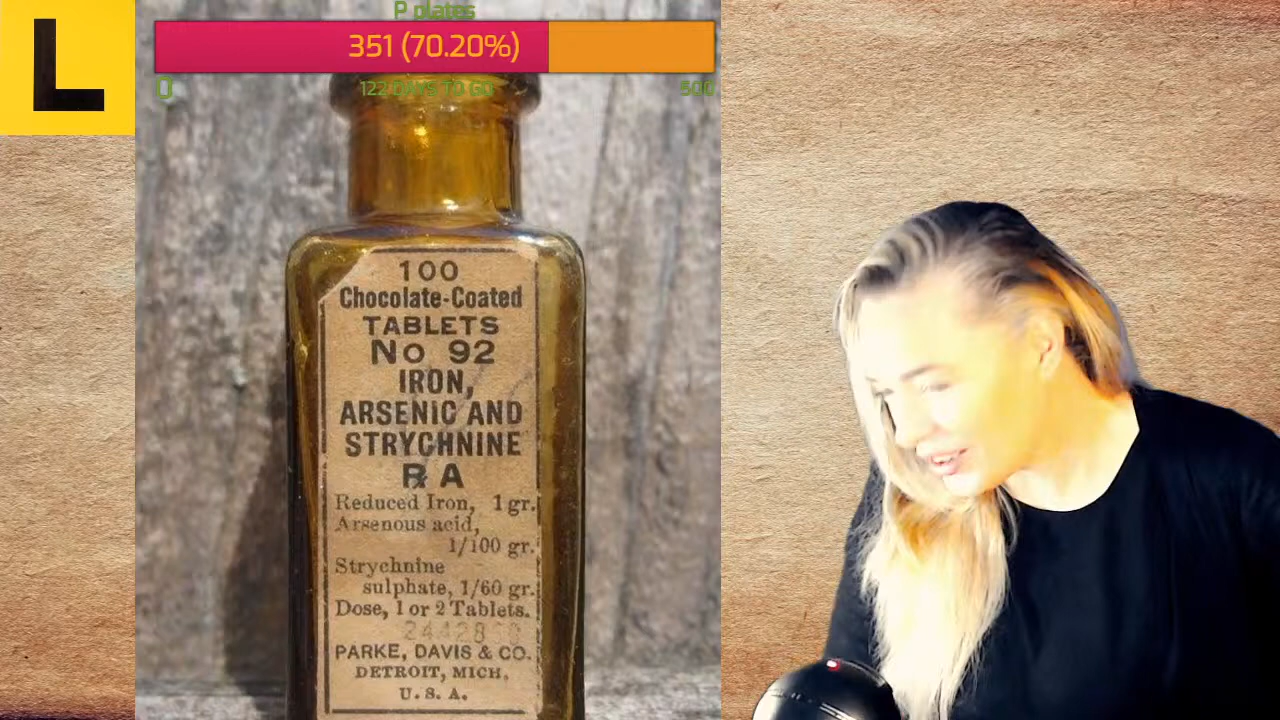 L
P plates
351 (70.20%)
0
122 DAYS TO GO
500
100
Chocolate-Coated
TABLETS
No 92
IRON,
ARSENIC AND
STRYCHNINE
℞ A
Reduced Iron, 1 gr.
Arsenous acid,
1/100 gr.
Strychnine
sulphate, 1/60 gr.
Dose, 1 or 2 Tablets.
PARKE, DAVIS & CO.
DETROIT, MICH.
U. S. A.